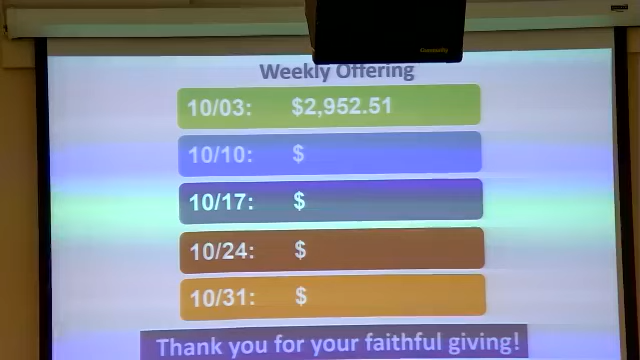 Weekly Offering
10/03: $2,952.51
10/10: $
10/17: $
10/24: $
10/31: $
Thank you for your faithful giving!